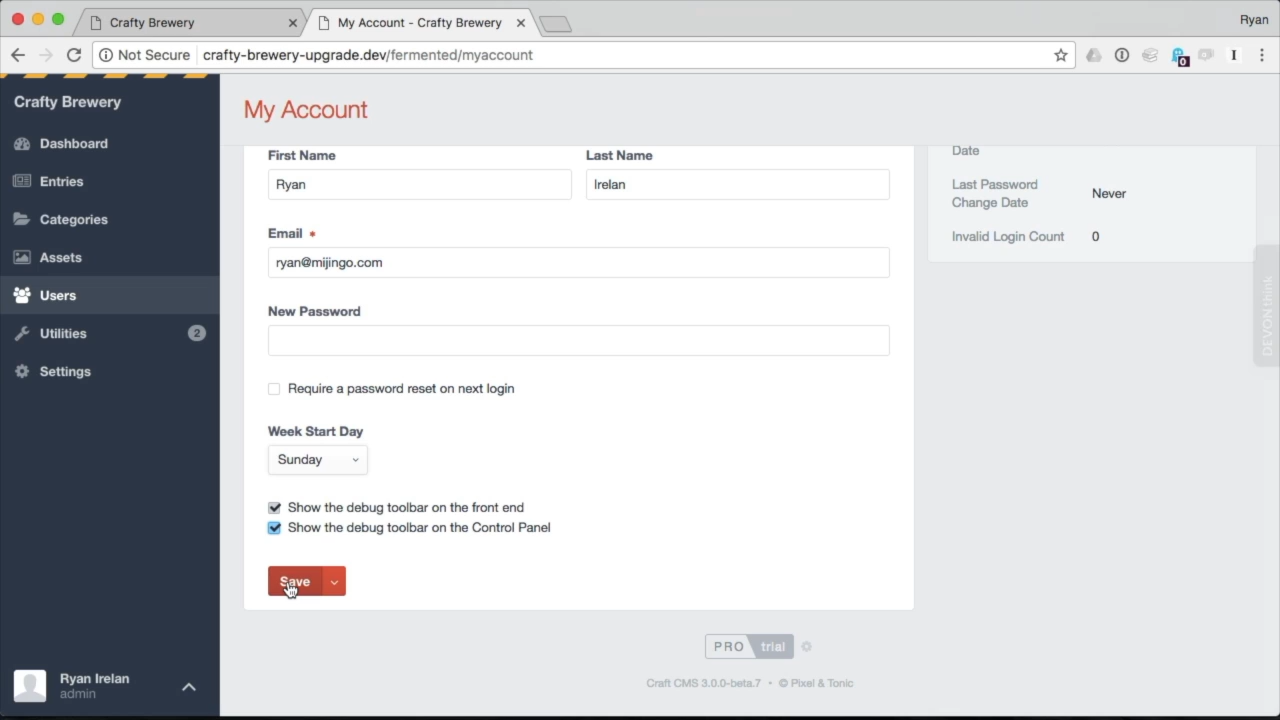 Crafty Brewery
My Account - Crafty Brewery
Ryan
Not Secure
crafty-brewery-upgrade.dev/fermented/myaccount
0
Crafty Brewery
Dashboard
Entries
Categories
Assets
Users
Utilities
2
Settings
Ryan Irelan
admin
My Account
First Name
Last Name
Ryan
Irelan
Email *
ryan@mijingo.com
New Password
Require a password reset on next login
Week Start Day
Sunday
Show the debug toolbar on the front end
Show the debug toolbar on the Control Panel
Save
Date
Last Password
Change Date
Never
Invalid Login Count
0
DEVONthink
PRO trial
Craft CMS 3.0.0-beta.7 • © Pixel & Tonic